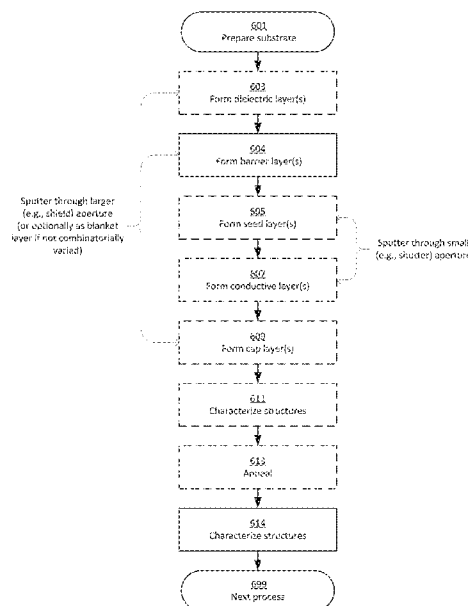 601
Prepare substrate
603
Form dielectric layer(s)
604
Form barrier layer(s)
Sputter through larger
(e.g., shield) aperture
(or optionally as blanket
layer if not combinatorially
varied)
605
Form seed layer(s)
Sputter through small
(e.g., shutter) aperture
607
Form conductive layer(s)
609
Form cap layer(s)
611
Characterize structures
613
Anneal
614
Characterize structures
699
Next process